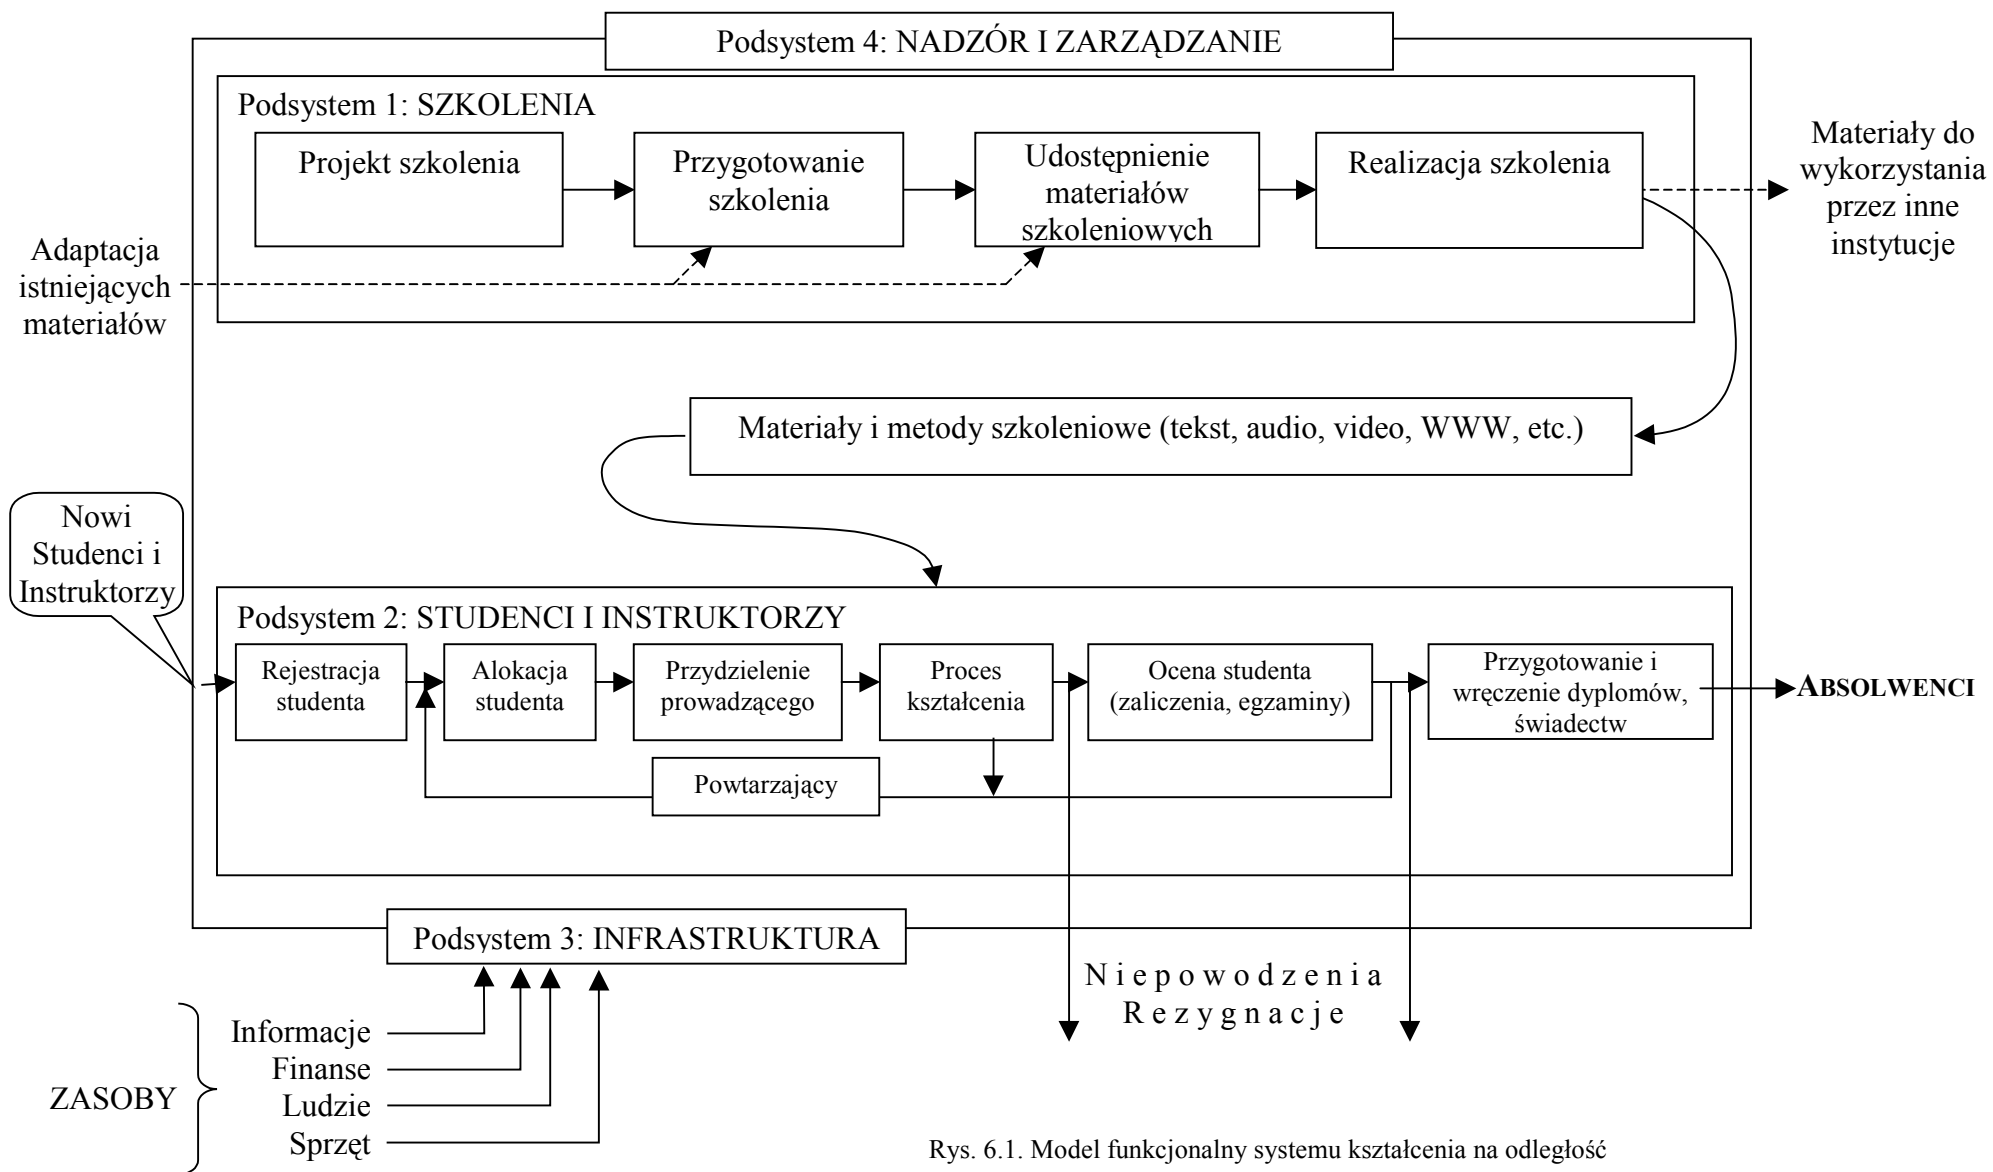 Podsystem 4: NADZÓR I ZARZĄDZANIE
Podsystem 1: SZKOLENIA
Projekt szkolenia
Przygotowanie
szkolenia
Udostępnienie
materiałów
szkoleniowych
Realizacja szkolenia
Materiały do
wykorzystania
przez inne
instytucje
Adaptacja
istniejących
materiałów
Materiały i metody szkoleniowe (tekst, audio, video, WWW, etc.)
Nowi
Studenci i
Instruktorzy
Podsystem 2: STUDENCI I INSTRUKTORZY
Rejestracja
studenta
Alokacja
studenta
Przydzielenie
prowadzącego
Proces
kształcenia
Ocena studenta
(zaliczenia, egzaminy)
Przygotowanie i
wręczenie dyplomów,
świadectw
ABSOLWENCI
Powtarzający
Podsystem 3: INFRASTRUKTURA
Niepowodzenia
Rezygnacje
ZASOBY
Informacje
Finanse
Ludzie
Sprzęt
Rys. 6.1. Model funkcjonalny systemu kształcenia na odległość